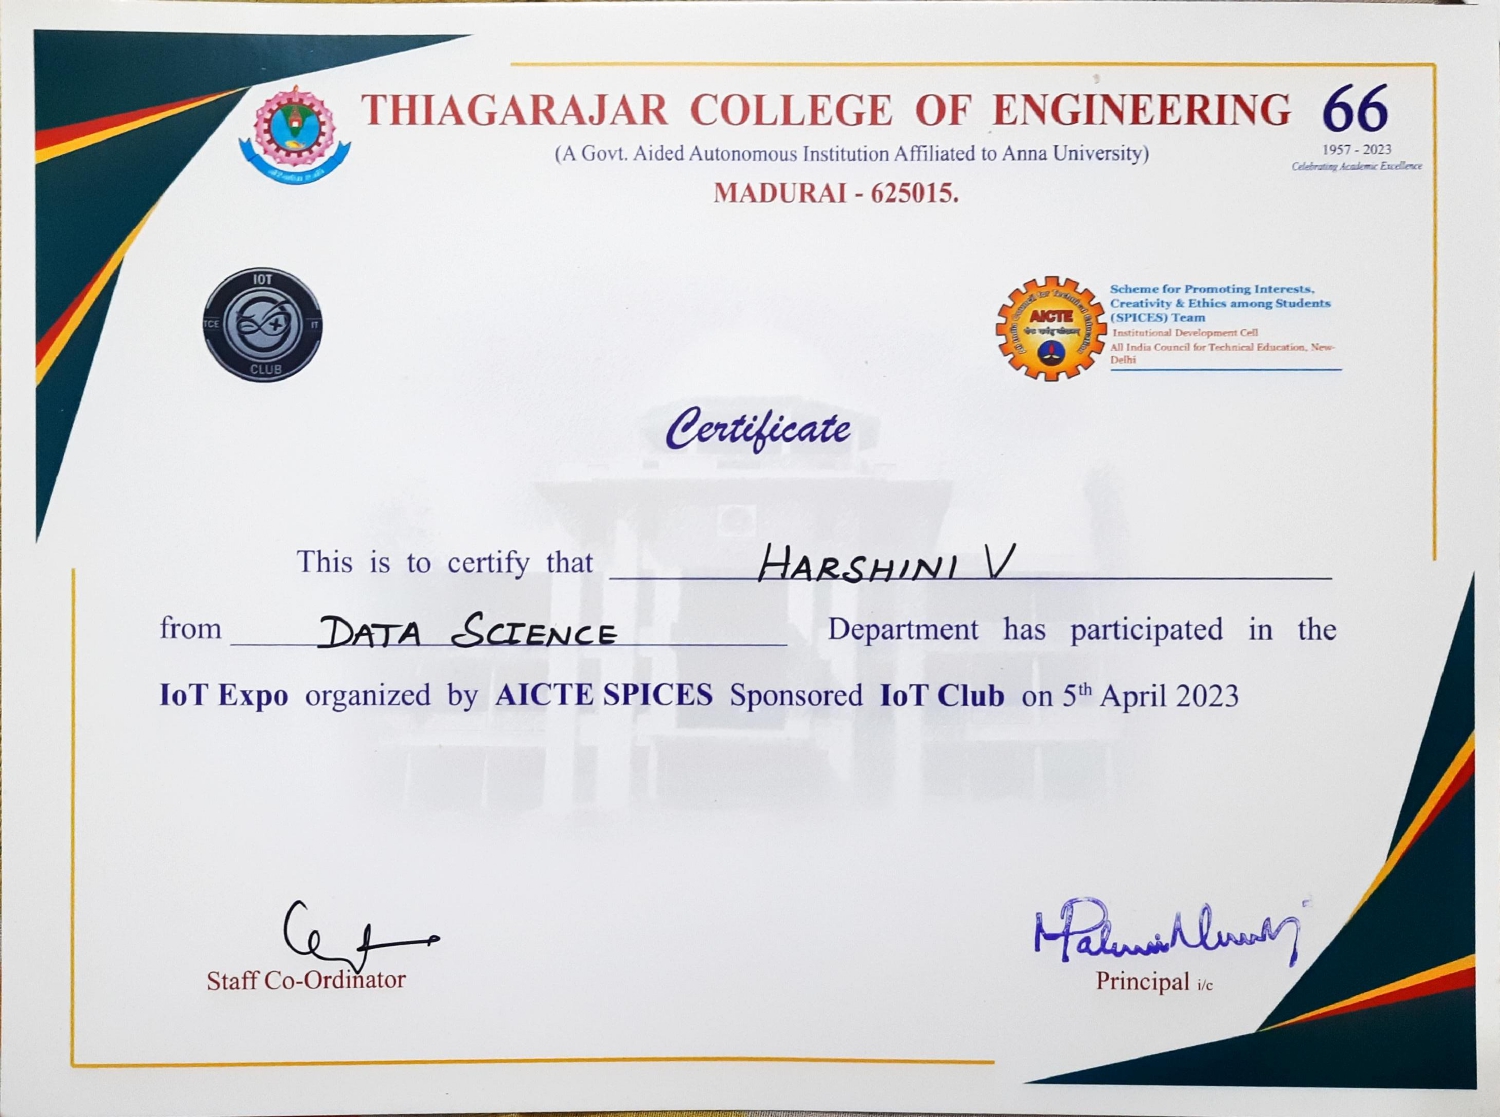 THIAGARAJAR COLLEGE OF ENGINEERING
(A Govt. Aided Autonomous Institution Affiliated to Anna University)
MADURAI - 625015.
66
1957 - 2023
Celebrating Academic Excellence
IOT
TCE IT
CLUB
AICTE
Scheme for Promoting Interests,
Creativity & Ethics among Students
(SPICES) Team
Institutional Development Cell
All India Council for Technical Education, New-
Delhi
Certificate
This is to certify that HARSHINI V
from DATA SCIENCE Department has participated in the
IoT Expo organized by AICTE SPICES Sponsored IoT Club on 5th April 2023
Staff Co-Ordinator
Principal i/c